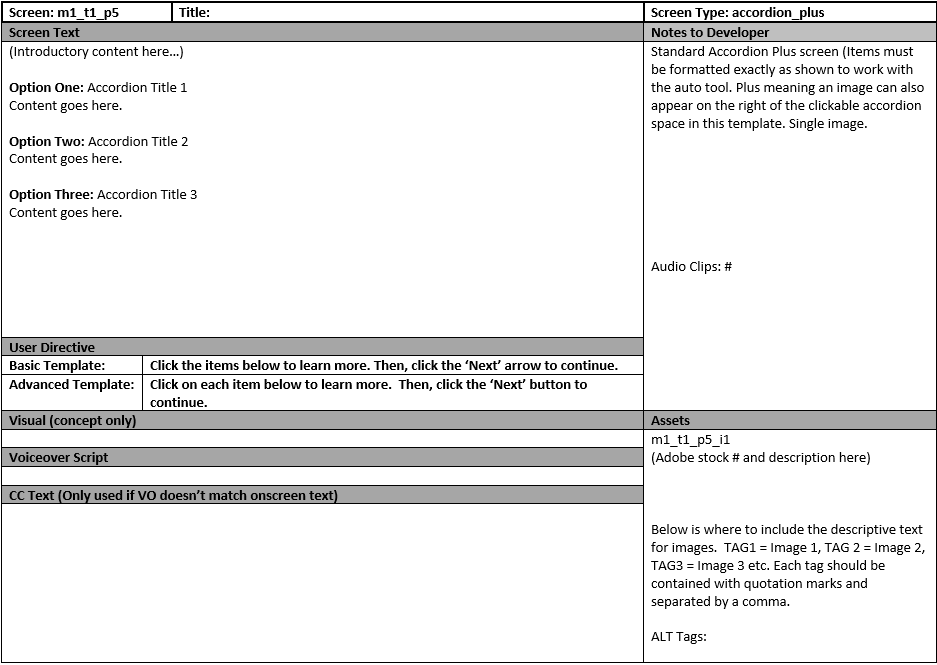 Screen: m1_t1_p5
Title:
Screen Type: accordion_plus
Screen Text
Notes to Developer
(Introductory content here…)
Option One: Accordion Title 1
Content goes here.
Option Two: Accordion Title 2
Content goes here.
Option Three: Accordion Title 3
Content goes here.
Standard Accordion Plus screen (Items must
be formatted exactly as shown to work with
the auto tool. Plus meaning an image can also
appear on the right of the clickable accordion
space in this template. Single image.
Audio Clips: #
User Directive
Basic Template:
Click the items below to learn more. Then, click the ‘Next’ arrow to continue.
Advanced Template:
Click on each item below to learn more.  Then, click the ‘Next’ button to
continue.
Visual (concept only)
Voiceover Script
CC Text (Only used if VO doesn’t match onscreen text)
Assets
m1_t1_p5_i1
(Adobe stock # and description here)
Below is where to include the descriptive text
for images.  TAG1 = Image 1, TAG 2 = Image 2,
TAG3 = Image 3 etc. Each tag should be
contained with quotation marks and
separated by a comma.
ALT Tags: